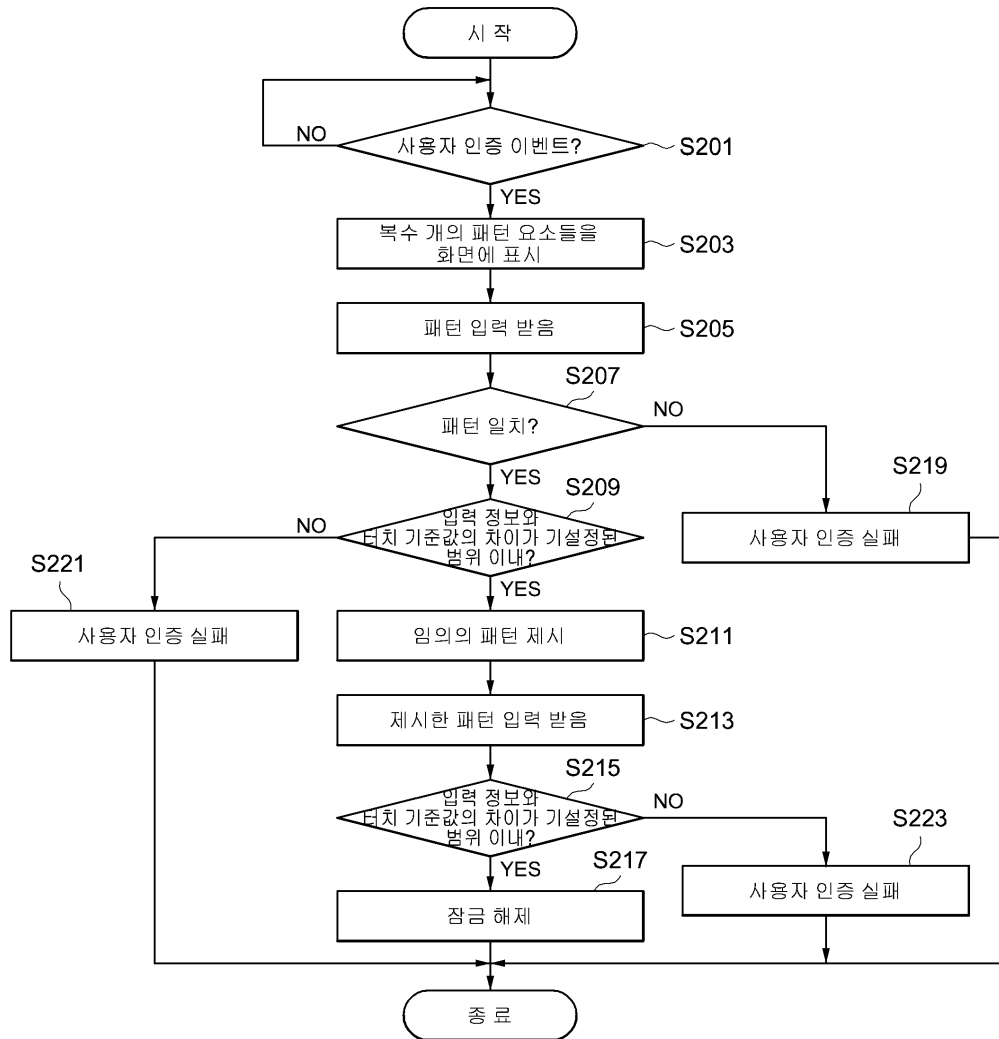 시 작
NO
사용자 인증 이벤트?
S201
YES
복수 개의 패턴 요소들을
화면에 표시
S203
패턴 입력 받음
S205
S207
패턴 일치?
NO
YES
S209
S219
입력 정보와
터치 기준값의 차이가 기설정된
범위 이내?
NO
사용자 인증 실패
S221
YES
사용자 인증 실패
임의의 패턴 제시
S211
제시한 패턴 입력 받음
S213
S215
입력 정보와
터치 기준값의 차이가 기설정된
범위 이내?
NO
S223
YES
S217
사용자 인증 실패
잠금 해제
종 료